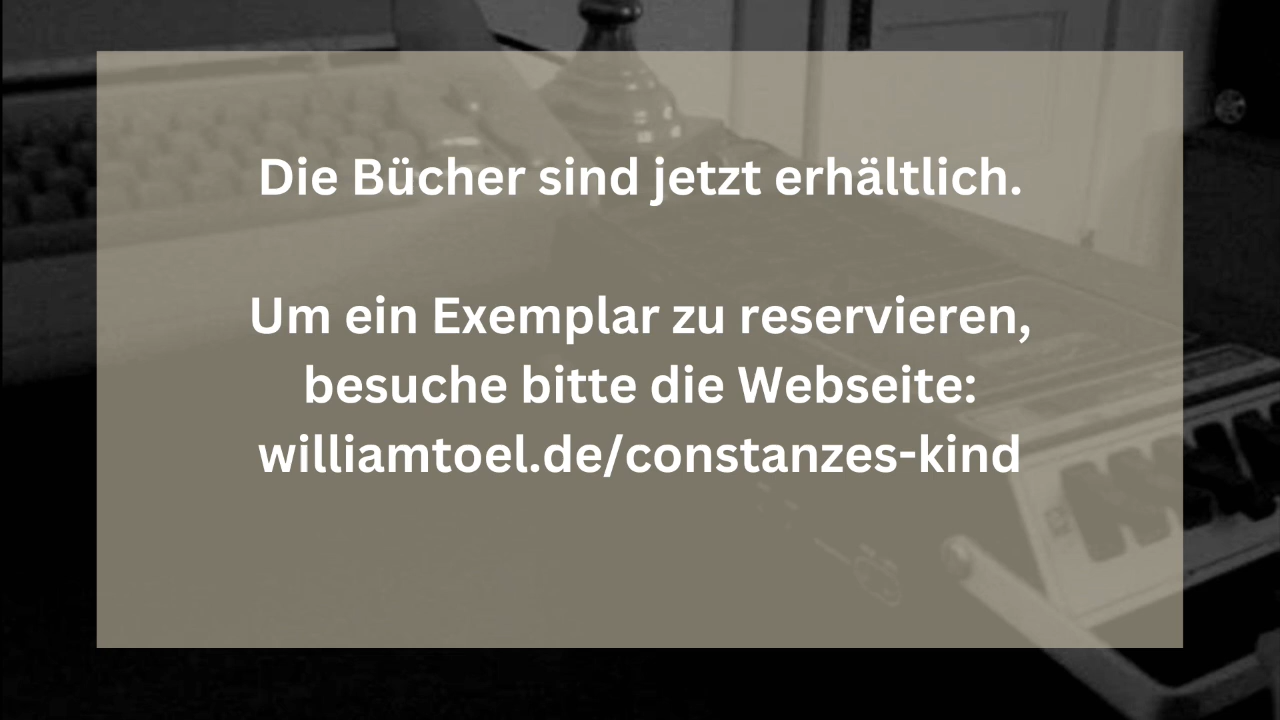 Die Bücher sind jetzt erhältlich.
Um ein Exemplar zu reservieren,
besuche bitte die Webseite:
williamtoel.de/constanzes-kind